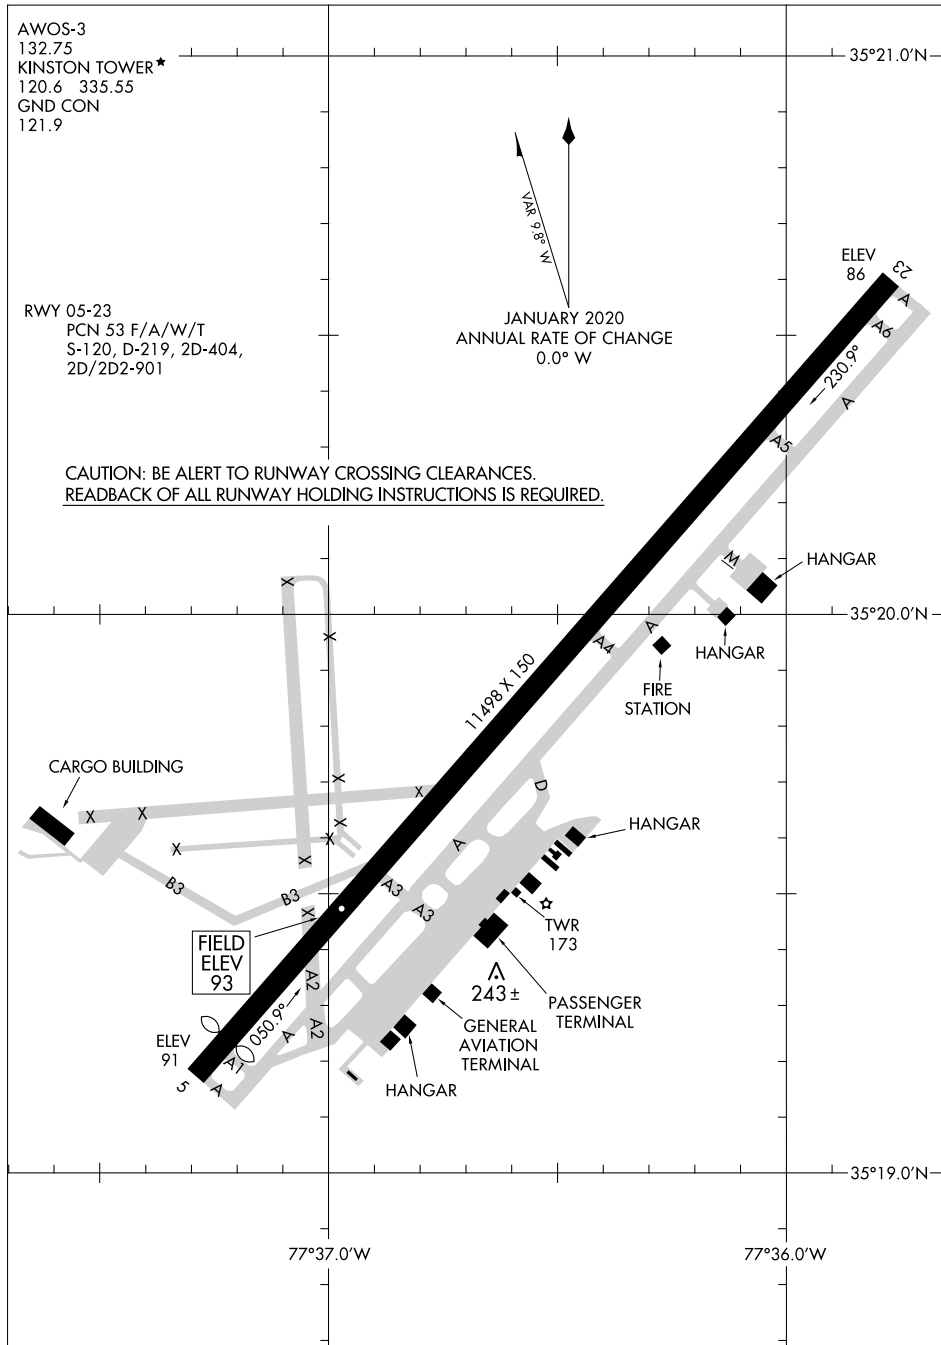 AWOS-3
132.75
KINSTON TOWER★
120.6 335.55
GND CON
121.9
35°21.0'N
VAR 9.8° W
JANUARY 2020
ANNUAL RATE OF CHANGE
0.0° W
ELEV
86
23
A
A6
RWY 05-23
PCN 53 F/A/W/T
S-120, D-219, 2D-404,
2D/2D2-901
230.9°
A
A5
CAUTION: BE ALERT TO RUNWAY CROSSING CLEARANCES.
READBACK OF ALL RUNWAY HOLDING INSTRUCTIONS IS REQUIRED.
M
HANGAR
X
35°20.0'N
X
A
A4
HANGAR
FIRE
STATION
11498 X 150
CARGO BUILDING
X
D
X
X
X
X
HANGAR
X
X
A
X
B3
B3
A3
A3
X
TWR
173
FIELD
ELEV
93
A2
243±
PASSENGER
TERMINAL
050.9°
A
A2
GENERAL
AVIATION
TERMINAL
ELEV
91
A1
5
A
HANGAR
35°19.0'N
77°37.0'W
77°36.0'W